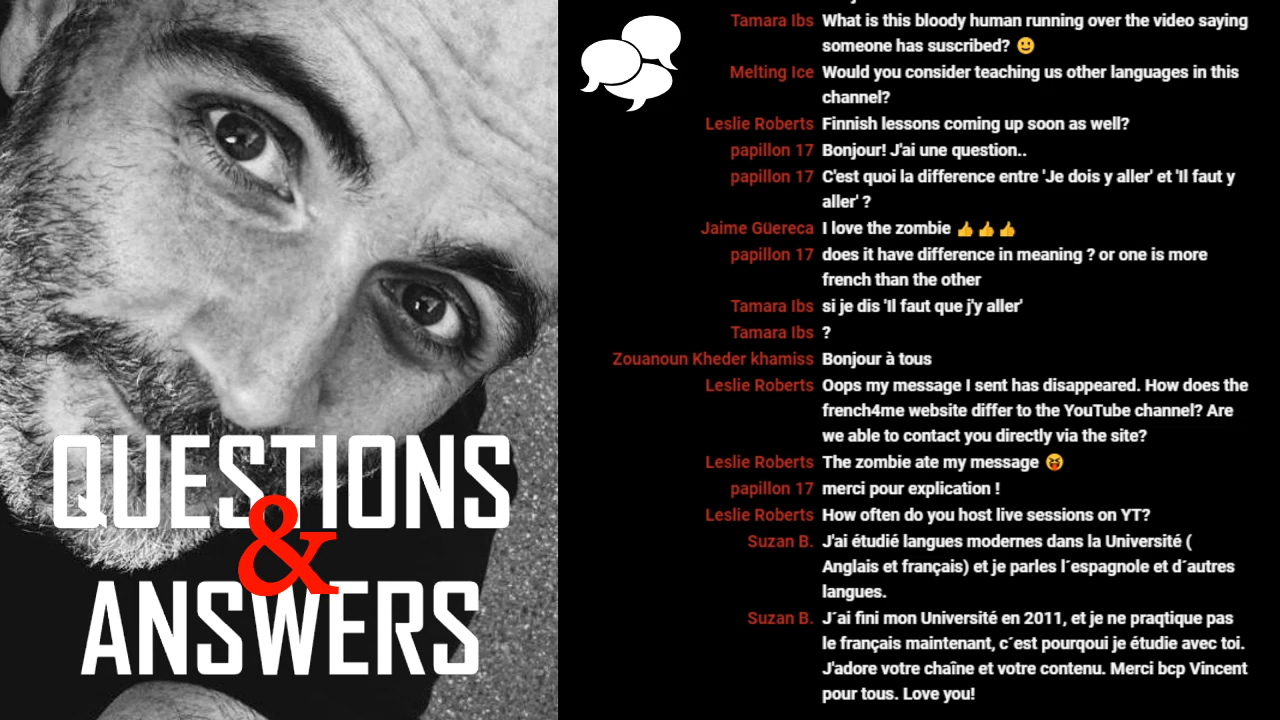 QUESTIONS
&
ANSWERS
Tamara Ibs What is this bloody human running over the video saying
someone has suscribed? 🙂
Melting Ice Would you consider teaching us other languages in this
channel?
Leslie Roberts Finnish lessons coming up soon as well?
papillon 17 Bonjour! J'ai une question..
papillon 17 C'est quoi la difference entre 'Je dois y aller' et 'Il faut y
aller' ?
Jaime Güereca I love the zombie 👍👍👍
papillon 17 does it have difference in meaning ? or one is more
french than the other
Tamara Ibs si je dis 'Il faut que j'y aller'
Tamara Ibs ?
Zouanoun Kheder khamiss Bonjour à tous
Leslie Roberts Oops my message I sent has disappeared. How does the
french4me website differ to the YouTube channel? Are
we able to contact you directly via the site?
Leslie Roberts The zombie ate my message 😝
papillon 17 merci pour explication !
Leslie Roberts How often do you host live sessions on YT?
Suzan B. J'ai étudié langues modernes dans la Université (
Anglais et français) et je parles l´espagnole et d´autres
langues.
Suzan B. J´ai fini mon Université en 2011, et je ne praqtique pas
le français maintenant, c´est pourqoui je étudie avec toi.
J'adore votre chaîne et votre contenu. Merci bcp Vincent
pour tous. Love you!